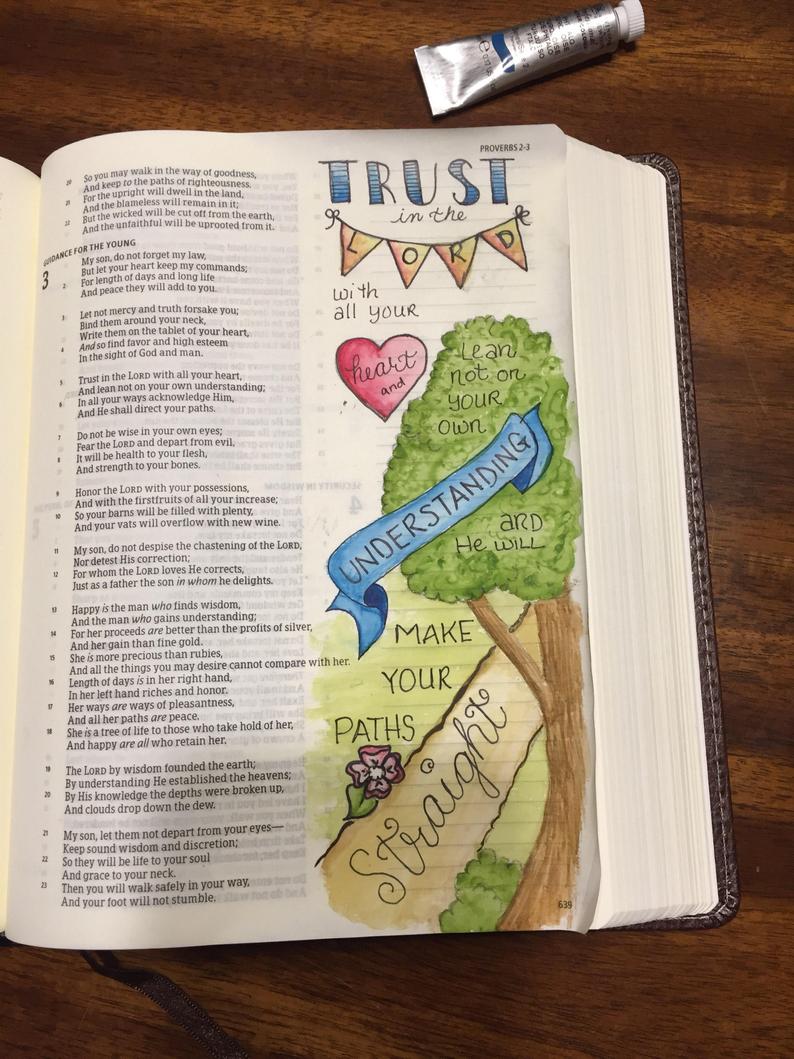 PROVERBS 2-3
20 So you may walk in the way of goodness,
And keep to the paths of righteousness.
21 For the upright will dwell in the land,
And the blameless will remain in it;
22 But the wicked will be cut off from the earth,
And the unfaithful will be uprooted from it.
GUIDANCE FOR THE YOUNG
3 My son, do not forget my law,
But let your heart keep my commands;
2 For length of days and long life
And peace they will add to you.
3 Let not mercy and truth forsake you;
Bind them around your neck,
Write them on the tablet of your heart,
4 And so find favor and high esteem
In the sight of God and man.
5 Trust in the LORD with all your heart,
And lean not on your own understanding;
6 In all your ways acknowledge Him,
And He shall direct your paths.
7 Do not be wise in your own eyes;
Fear the LORD and depart from evil.
8 It will be health to your flesh,
And strength to your bones.
9 Honor the LORD with your possessions,
And with the firstfruits of all your increase;
10 So your barns will be filled with plenty,
And your vats will overflow with new wine.
11 My son, do not despise the chastening of the LORD,
Nor detest His correction;
12 For whom the LORD loves He corrects,
Just as a father the son in whom he delights.
13 Happy is the man who finds wisdom,
And the man who gains understanding;
14 For her proceeds are better than the profits of silver,
And her gain than fine gold.
15 She is more precious than rubies,
And all the things you may desire cannot compare with her.
16 Length of days is in her right hand,
In her left hand riches and honor.
17 Her ways are ways of pleasantness,
And all her paths are peace.
18 She is a tree of life to those who take hold of her,
And happy are all who retain her.
19 The LORD by wisdom founded the earth;
By understanding He established the heavens;
20 By His knowledge the depths were broken up,
And clouds drop down the dew.
21 My son, let them not depart from your eyes—
Keep sound wisdom and discretion;
22 So they will be life to your soul
And grace to your neck.
23 Then you will walk safely in your way,
And your foot will not stumble.
TRUST
in the
LORD
with
all your
heart
and
Lean
not on
your
own
UNDERSTANDING
and
He will
MAKE
YOUR
PATHS
Straight
639